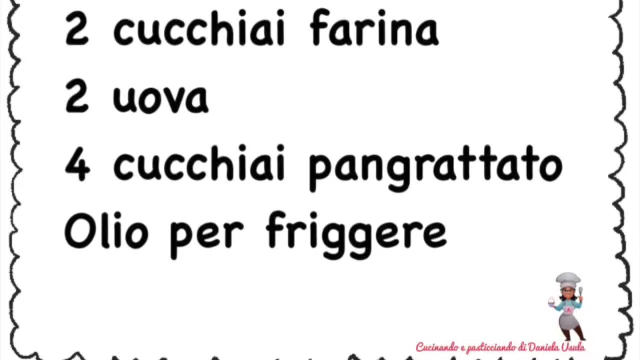 2 cucchiai farina
2 uova
4 cucchiai pangrattato
Olio per friggere
Cucinando e pasticciando di Daniela Usula